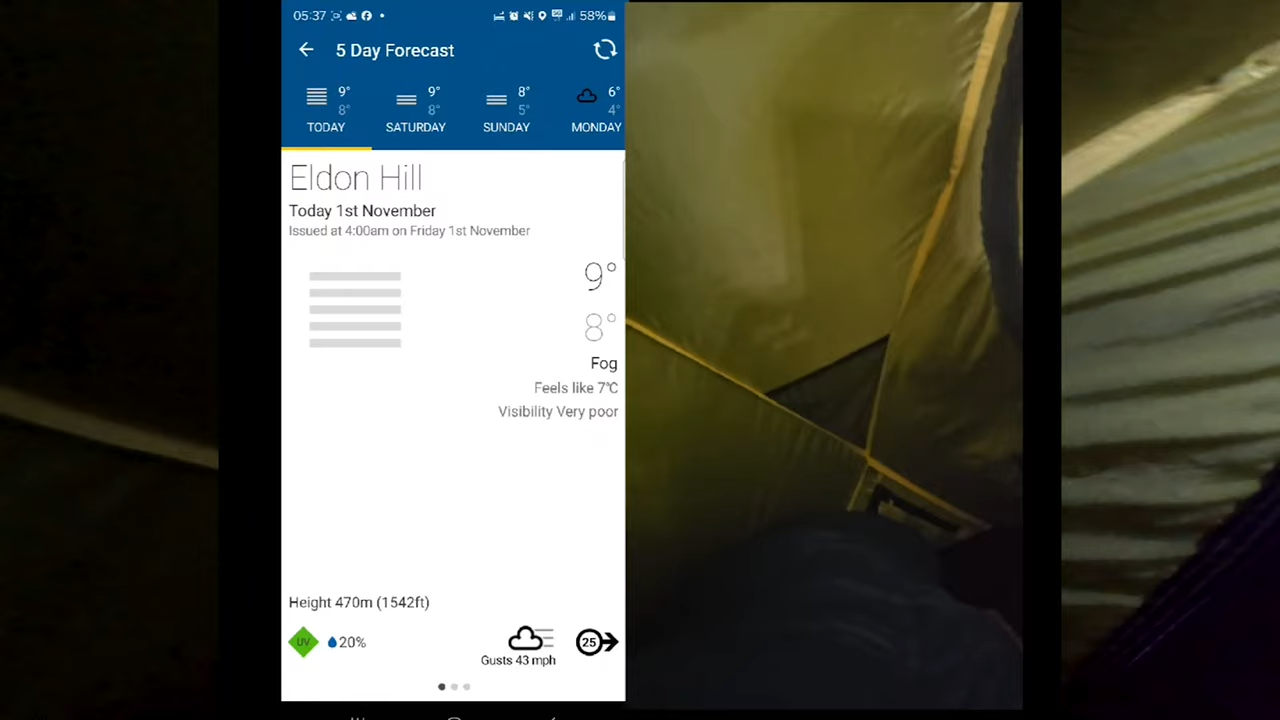 05:37 58%
5 Day Forecast
9° 9° 8° 6°
8° 8° 5° 4°
TODAY SATURDAY SUNDAY MONDAY
Eldon Hill
Today 1st November
Issued at 4:00am on Friday 1st November
9°
8°
Fog
Feels like 7°C
Visibility Very poor
Height 470m (1542ft)
UV 20% 25
Gusts 43 mph